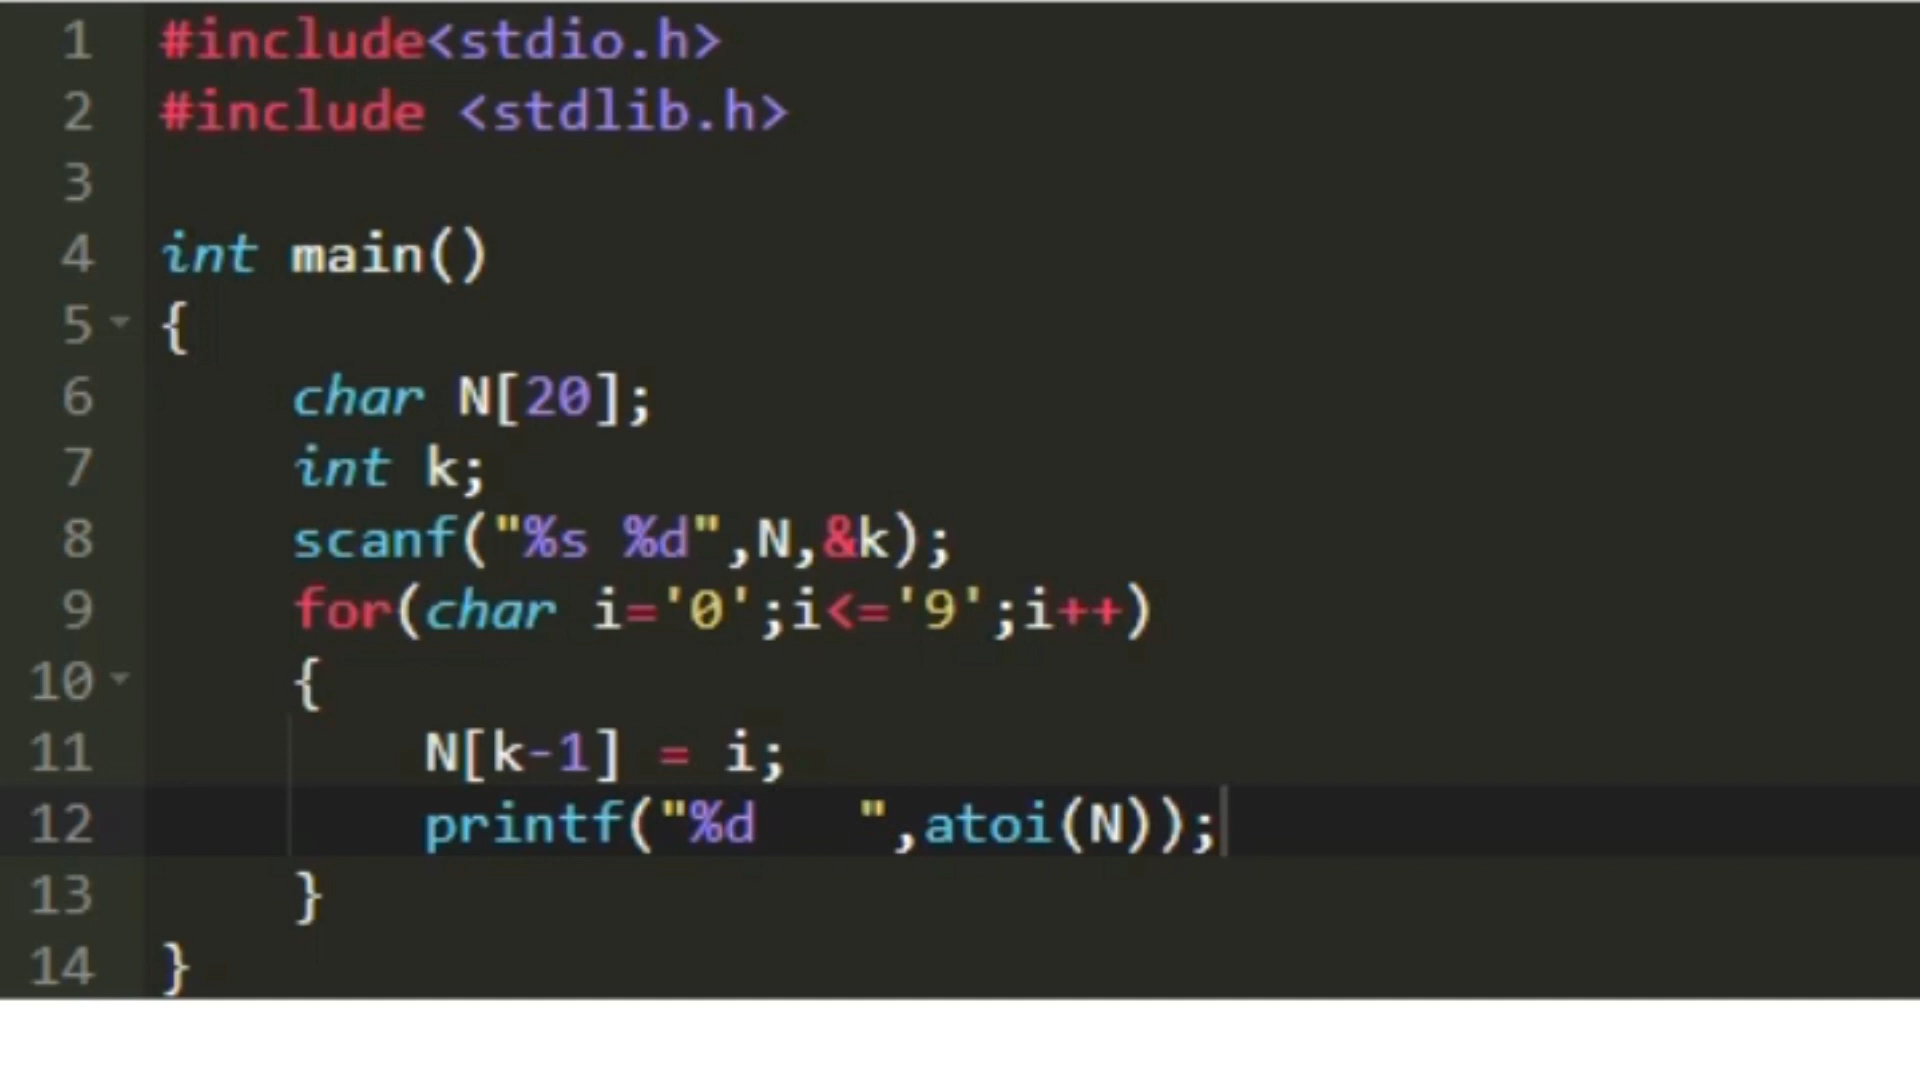 1 #include<stdio.h>
2 #include <stdlib.h>
3
4 int main()
5 {
6     char N[20];
7     int k;
8     scanf("%s %d",N,&k);
9     for(char i='0';i<='9';i++)
10     {
11         N[k-1] = i;
12         printf("%d   ",atoi(N));
13     }
14 }